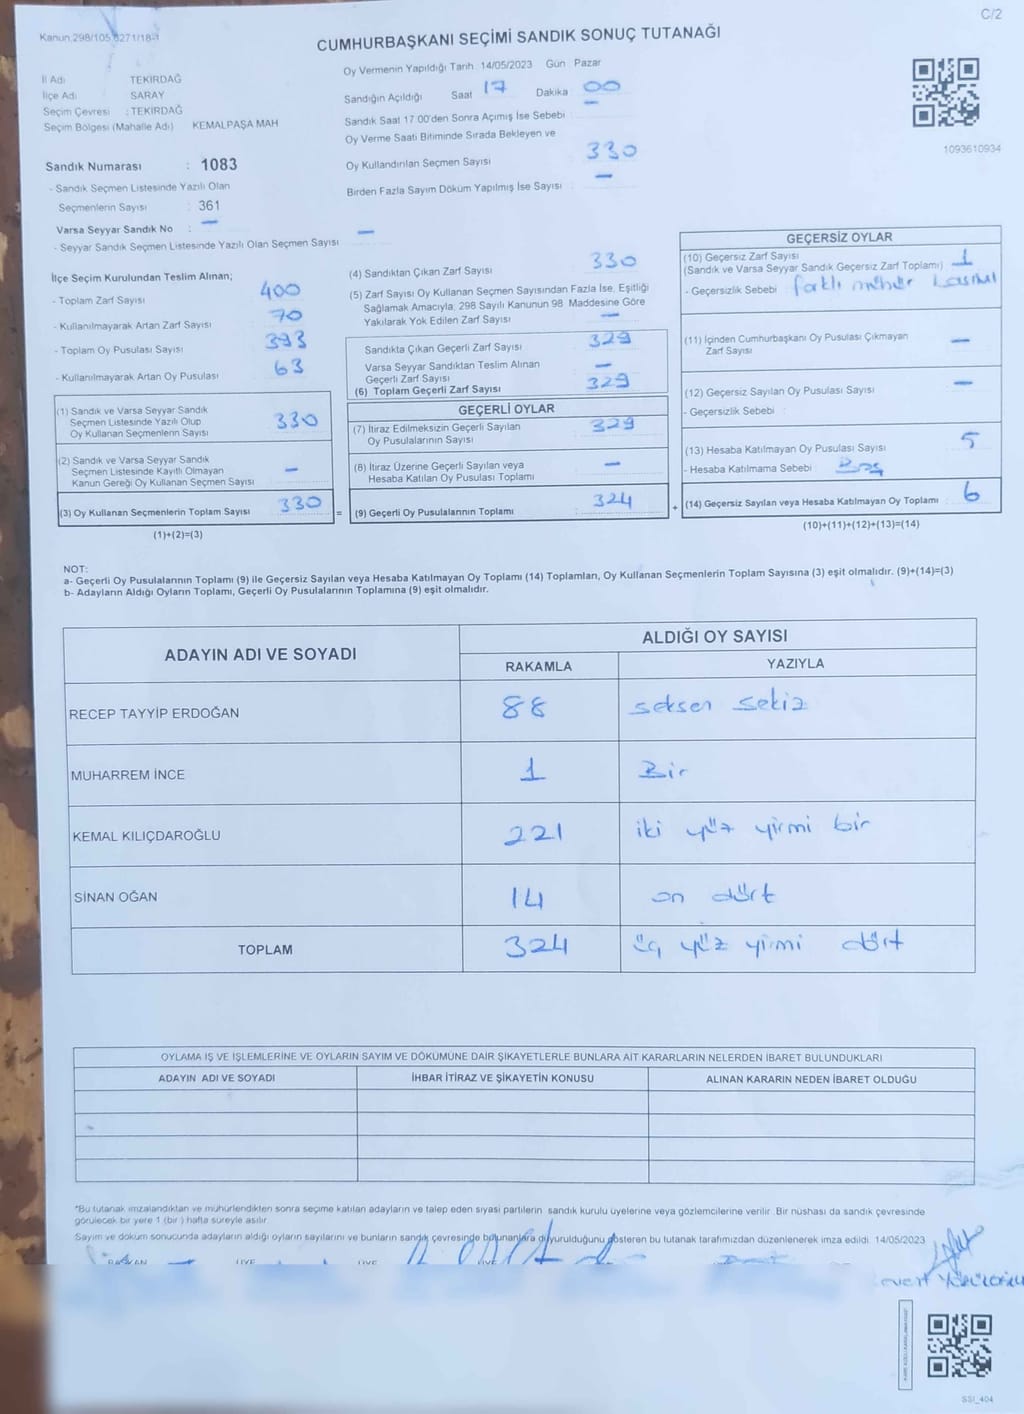 C/2
Kanun.298/105,6271/18-1
CUMHURBAŞKANI SEÇİMİ SANDIK SONUÇ TUTANAĞI
İl Adı TEKİRDAĞ
İlçe Adı SARAY
Seçim Çevresi : TEKİRDAĞ
Seçim Bölgesi (Mahalle Adı) KEMALPAŞA MAH
Sandık Numarası : 1083
- Sandık Seçmen Listesinde Yazılı Olan
Seçmenlerin Sayısı : 361
Varsa Seyyar Sandık No : —
- Seyyar Sandık Seçmen Listesinde Yazılı Olan Seçmen Sayısı —
Oy Vermenin Yapıldığı Tarih 14/05/2023 Gün : Pazar
Sandığın Açıldığı Saat 17 Dakika 00
Sandık Saat 17 00'den Sonra Açımış İse Sebebi : —
Oy Verme Saati Bitiminde Sırada Bekleyen ve
Oy Kullandırılan Seçmen Sayısı 330
Birden Fazla Sayım Döküm Yapılmış İse Sayısı : —
1093610934
İlçe Seçim Kurulundan Teslim Alınan;
- Toplam Zarf Sayısı 400
- Kullanılmayarak Artan Zarf Sayısı 70
- Toplam Oy Pusulası Sayısı 393
- Kullanılmayarak Artan Oy Pusulası 63
(1) Sandık ve Varsa Seyyar Sandık
Seçmen Listesinde Yazılı Olup
Oy Kullanan Seçmenlerin Sayısı 330
(2) Sandık ve Varsa Seyyar Sandık
Seçmen Listesinde Kayıtlı Olmayan
Kanun Gereği Oy Kullanan Seçmen Sayısı —
(3) Oy Kullanan Seçmenlerin Toplam Sayısı 330 =
(1)+(2)=(3)
(4) Sandıktan Çıkan Zarf Sayısı 330
(5) Zarf Sayısı Oy Kullanan Seçmen Sayısından Fazla İse, Eşitliği
Sağlamak Amacıyla, 298 Sayılı Kanunun 98 Maddesine Göre
Yakılarak Yok Edilen Zarf Sayısı —
Sandıkta Çıkan Geçerli Zarf Sayısı 329
Varsa Seyyar Sandıktan Teslim Alınan
Geçerli Zarf Sayısı —
(6) Toplam Geçerli Zarf Sayısı 329
GEÇERLİ OYLAR
(7) İtiraz Edilmeksizin Geçerli Sayılan
Oy Pusulalarının Sayısı 329
(8) İtiraz Üzerine Geçerli Sayılan veya
Hesaba Katılan Oy Pusulası Toplamı —
(9) Geçerli Oy Pusulalarının Toplamı 324 +
GEÇERSİZ OYLAR
(10) Geçersiz Zarf Sayısı
(Sandık ve Varsa Seyyar Sandık Geçersiz Zarf Toplamı) 1
- Geçersizlik Sebebi : farklı mühür
(11) İçinden Cumhurbaşkanı Oy Pusulası Çıkmayan
Zarf Sayısı —
(12) Geçersiz Sayılan Oy Pusulası Sayısı —
- Geçersizlik Sebebi :
(13) Hesaba Katılmayan Oy Pusulası Sayısı 5
- Hesaba Katılmama Sebebi Boş
(14) Geçersiz Sayılan veya Hesaba Katılmayan Oy Toplamı 6
(10)+(11)+(12)+(13)=(14)
NOT:
a- Geçerli Oy Pusulalarının Toplamı (9) ile Geçersiz Sayılan veya Hesaba Katılmayan Oy Toplamı (14) Toplamları, Oy Kullanan Seçmenlerin Toplam Sayısına (3) eşit olmalıdır. (9)+(14)=(3)
b- Adayların Aldığı Oyların Toplamı, Geçerli Oy Pusulalarının Toplamına (9) eşit olmalıdır.
ADAYIN ADI VE SOYADI ALDIĞI OY SAYISI
RAKAMLA YAZIYLA
RECEP TAYYİP ERDOĞAN 88 seksen sekiz
MUHARREM İNCE 1 Bir
KEMAL KILIÇDAROĞLU 221 iki yüz yirmi bir
SİNAN OĞAN 14 on dört
TOPLAM 324 üç yüz yirmi dört
OYLAMA İŞ VE İŞLEMLERİNE VE OYLARIN SAYIM VE DÖKÜMÜNE DAİR ŞİKAYETLERLE BUNLARA AİT KARARLARIN NELERDEN İBARET BULUNDUKLARI
ADAYIN ADI VE SOYADI İHBAR İTİRAZ VE ŞİKAYETİN KONUSU ALINAN KARARIN NEDEN İBARET OLDUĞU
*Bu tutanak imzalandıktan ve mühürlendikten sonra seçime katılan adayların ve talep eden siyasi partilerin sandık kurulu üyelerine veya gözlemcilerine verilir. Bir nüshası da sandık çevresinde
görülecek bir yere 1 (bir ) hafta süreyle asılır.
Sayım ve döküm sonucunda adayların aldığı oyların sayılarını ve bunların sandık çevresinde bulunanlara duyurulduğunu gösteren bu tutanak tarafımızdan düzenlenerek imza edildi. 14/05/2023
BAŞKAN ÜYE ÜYE ÜYE
SSI_404